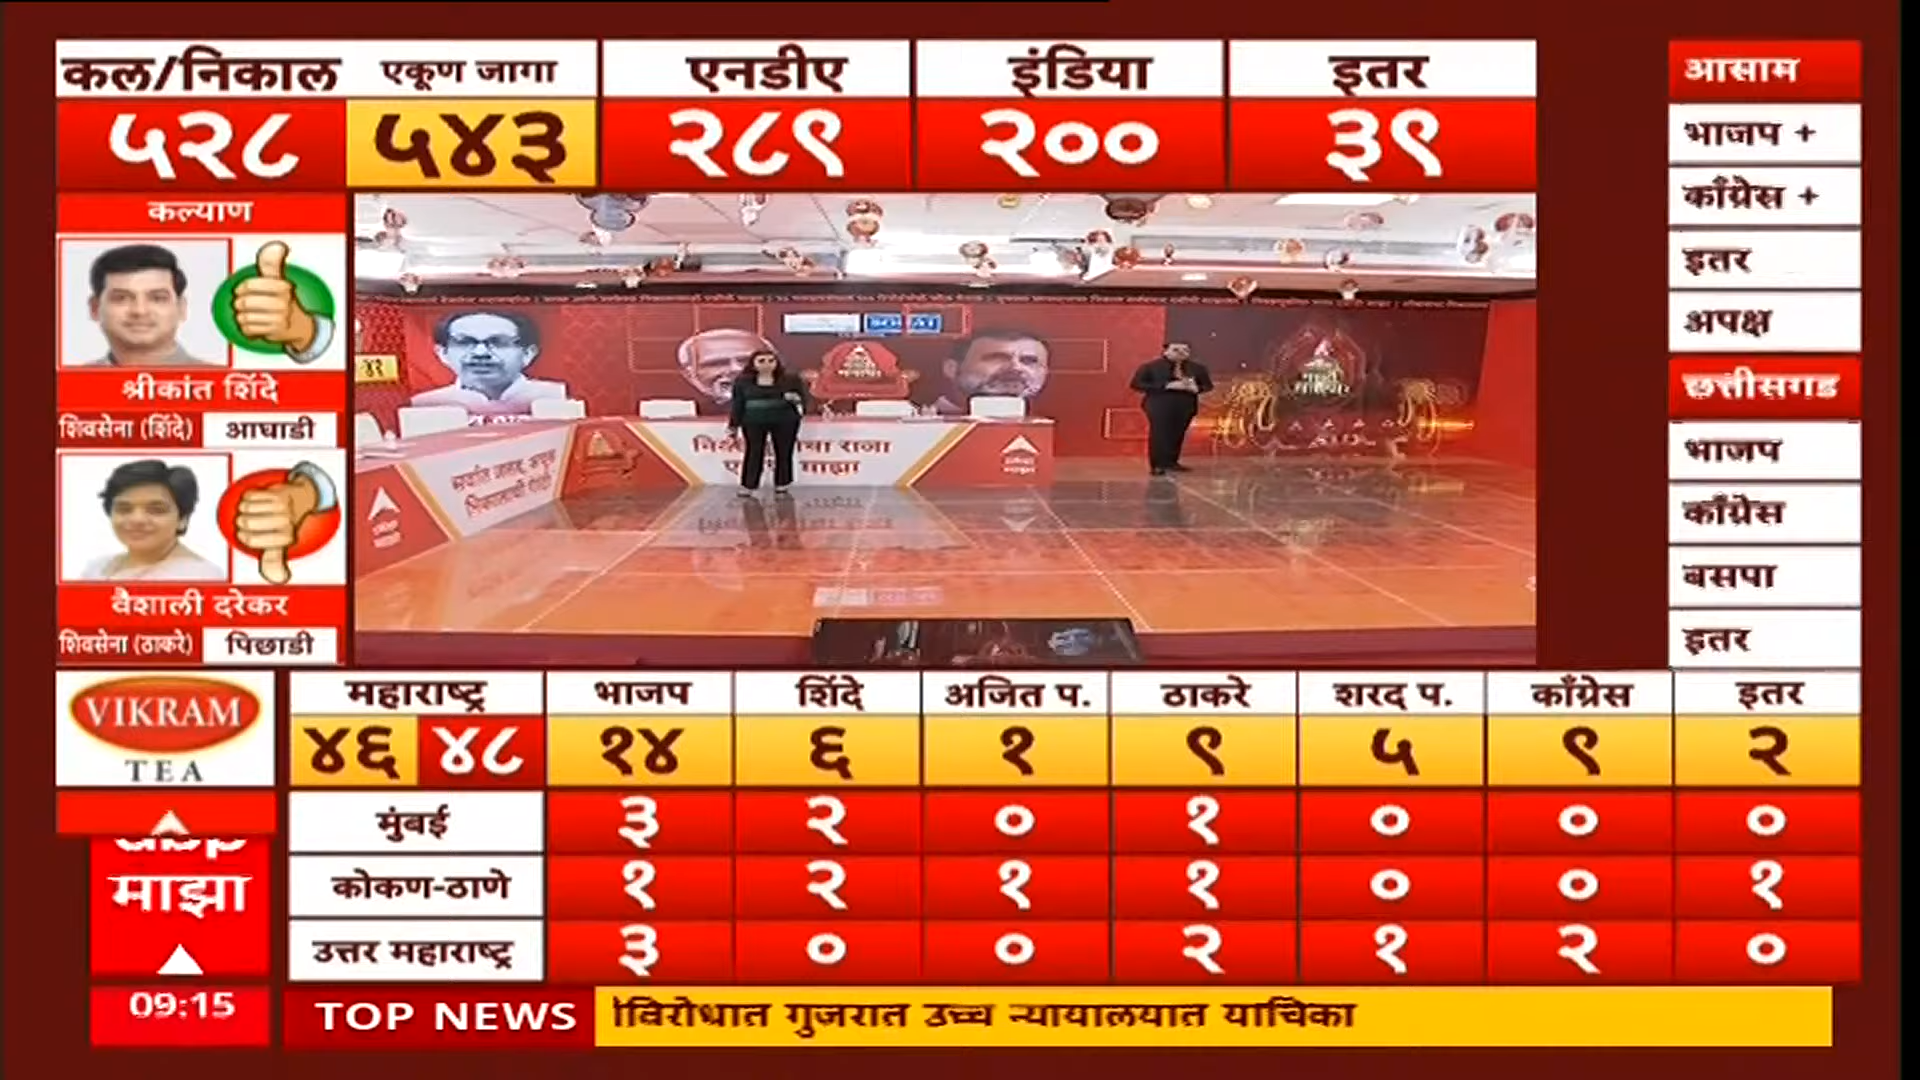 कल/निकाल एकूण जागा एनडीए इंडिया इतर
५२८ ५४३ २८९ २०० ३९
कल्याण
श्रीकांत शिंदे
शिवसेना (शिंदे) आघाडी
वैशाली दरेकर
शिवसेना (ठाकरे) पिछाडी
४१
राजा
माझा
आसाम
भाजप +
काँग्रेस +
इतर
अपक्ष
छत्तीसगड
भाजप
काँग्रेस
बसपा
इतर
VIKRAM
TEA
महाराष्ट्र भाजप शिंदे अजित प. ठाकरे शरद प. काँग्रेस इतर
४६ ४८ १४ ६ १ ९ ५ ९ २
मुंबई ३ २ ० १ ० ० ०
कोकण-ठाणे १ २ १ १ ० ० १
उत्तर महाराष्ट्र ३ ० ० २ १ २ ०
माझा
09:15
TOP NEWS विरोधात गुजरात उच्च न्यायालयात याचिका